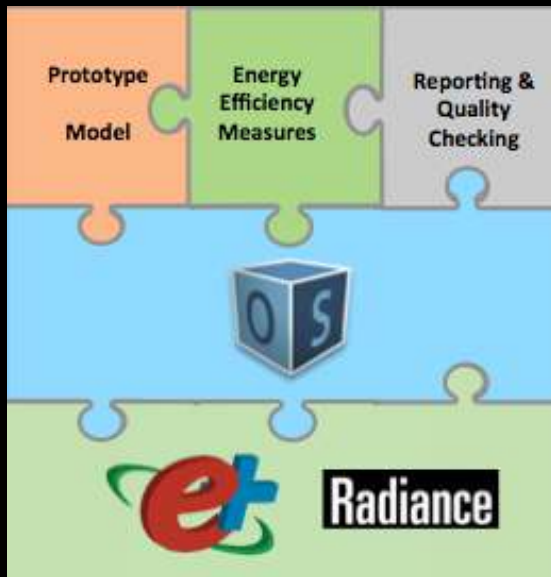 Prototype
Model
Energy
Efficiency
Measures
Reporting &
Quality
Checking
O S
e+
Radiance